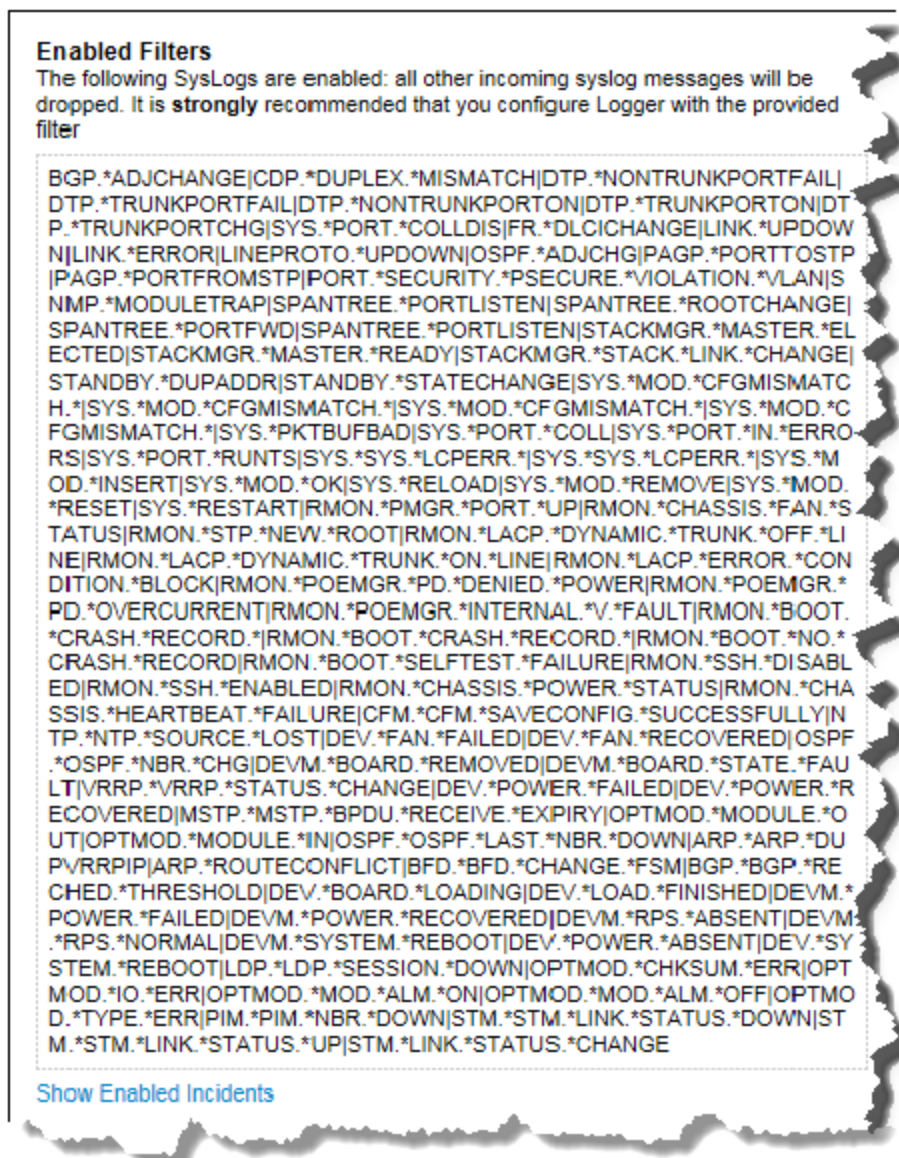 Enabled Filters
The following SysLogs are enabled: all other incoming syslog messages will be
dropped. It is strongly recommended that you configure Logger with the provided
filter
BGP.*ADJCHANGE|CDP.*DUPLEX.*MISMATCH|DTP.*NONTRUNKPORTFAIL|
DTP.*TRUNKPORTFAIL|DTP.*NONTRUNKPORTON|DTP.*TRUNKPORTON|DT
P.*TRUNKPORTCHG|SYS.*PORT.*COLLDIS|FR.*DLCICHANGE|LINK.*UPDOW
N|LINK.*ERROR|LINEPROTO.*UPDOWN|OSPF.*ADJCHG|PAGP.*PORTTOSTP
|PAGP.*PORTFROMSTP|PORT.*SECURITY.*PSECURE.*VIOLATION.*VLAN|S
NMP.*MODULETRAP|SPANTREE.*PORTLISTEN|SPANTREE.*ROOTCHANGE|
SPANTREE.*PORTFWD|SPANTREE.*PORTLISTEN|STACKMGR.*MASTER.*EL
ECTED|STACKMGR.*MASTER.*READY|STACKMGR.*STACK.*LINK.*CHANGE|
STANDBY.*DUPADDR|STANDBY.*STATECHANGE|SYS.*MOD.*CFGMISMATC
H.*|SYS.*MOD.*CFGMISMATCH.*|SYS.*MOD.*CFGMISMATCH.*|SYS.*MOD.*C
FGMISMATCH.*|SYS.*PKTBUFBAD|SYS.*PORT.*COLL|SYS.*PORT.*IN.*ERRO
RS|SYS.*PORT.*RUNTS|SYS.*SYS.*LCPERR.*|SYS.*SYS.*LCPERR.*|SYS.*M
OD.*INSERT|SYS.*MOD.*OK|SYS.*RELOAD|SYS.*MOD.*REMOVE|SYS.*MOD.
*RESET|SYS.*RESTART|RMON.*PMGR.*PORT.*UP|RMON.*CHASSIS.*FAN.*S
TATUS|RMON.*STP.*NEW.*ROOT|RMON.*LACP.*DYNAMIC.*TRUNK.*OFF.*LI
NE|RMON.*LACP.*DYNAMIC.*TRUNK.*ON.*LINE|RMON.*LACP.*ERROR.*CON
DITION.*BLOCK|RMON.*POEMGR.*PD.*DENIED.*POWER|RMON.*POEMGR.*
PD.*OVERCURRENT|RMON.*POEMGR.*INTERNAL.*V.*FAULT|RMON.*BOOT.
*CRASH.*RECORD.*|RMON.*BOOT.*CRASH.*RECORD.*|RMON.*BOOT.*NO.*
CRASH.*RECORD|RMON.*BOOT.*SELFTEST.*FAILURE|RMON.*SSH.*DISABL
ED|RMON.*SSH.*ENABLED|RMON.*CHASSIS.*POWER.*STATUS|RMON.*CHA
SSIS.*HEARTBEAT.*FAILURE|CFM.*CFM.*SAVECONFIG.*SUCCESSFULLY|N
TP.*NTP.*SOURCE.*LOST|DEV.*FAN.*FAILED|DEV.*FAN.*RECOVERED|OSPF
.*OSPF.*NBR.*CHG|DEVM.*BOARD.*REMOVED|DEVM.*BOARD.*STATE.*FAU
LT|VRRP.*VRRP.*STATUS.*CHANGE|DEV.*POWER.*FAILED|DEV.*POWER.*R
ECOVERED|MSTP.*MSTP.*BPDU.*RECEIVE.*EXPIRY|OPTMOD.*MODULE.*O
UT|OPTMOD.*MODULE.*IN|OSPF.*OSPF.*LAST.*NBR.*DOWN|ARP.*ARP.*DU
PVRRPIP|ARP.*ROUTECONFLICT|BFD.*BFD.*CHANGE.*FSM|BGP.*BGP.*RE
CHED.*THRESHOLD|DEV.*BOARD.*LOADING|DEV.*LOAD.*FINISHED|DEVM.*
POWER.*FAILED|DEVM.*POWER.*RECOVERED|DEVM.*RPS.*ABSENT|DEVM
.*RPS.*NORMAL|DEVM.*SYSTEM.*REBOOT|DEV.*POWER.*ABSENT|DEV.*SY
STEM.*REBOOT|LDP.*LDP.*SESSION.*DOWN|OPTMOD.*CHKSUM.*ERR|OPT
MOD.*IO.*ERR|OPTMOD.*MOD.*ALM.*ON|OPTMOD.*MOD.*ALM.*OFF|OPTMO
D.*TYPE.*ERR|PIM.*PIM.*NBR.*DOWN|STM.*STM.*LINK.*STATUS.*DOWN|ST
M.*STM.*LINK.*STATUS.*UP|STM.*LINK.*STATUS.*CHANGE
Show Enabled Incidents